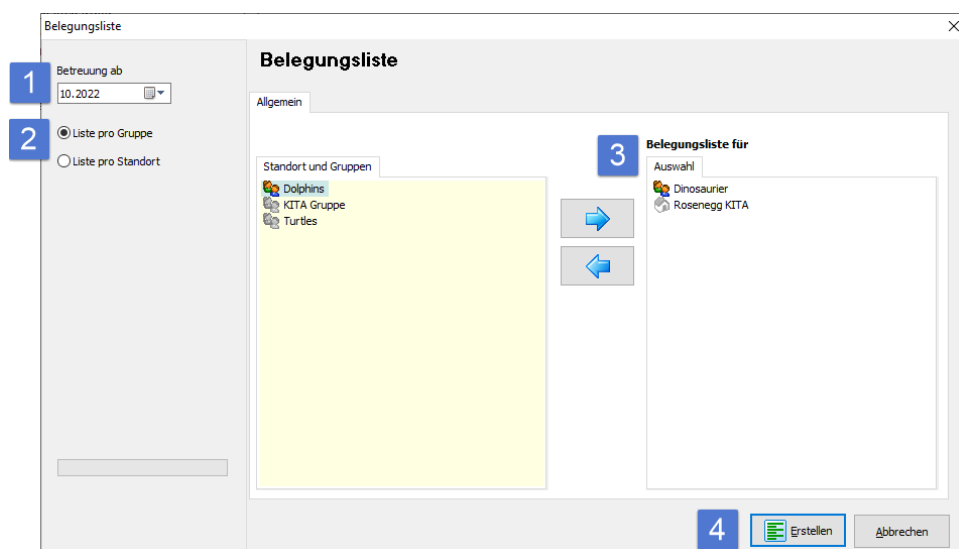 Belegungsliste
1
Betreuung ab
10.2022
2
Liste pro Gruppe
Liste pro Standort
Belegungsliste
Allgemein
Standort und Gruppen
Dolphins
KITA Gruppe
Turtles
3
Belegungsliste für
Auswahl
Dinosaurier
Rosenegg KITA
4
Erstellen
Abbrechen